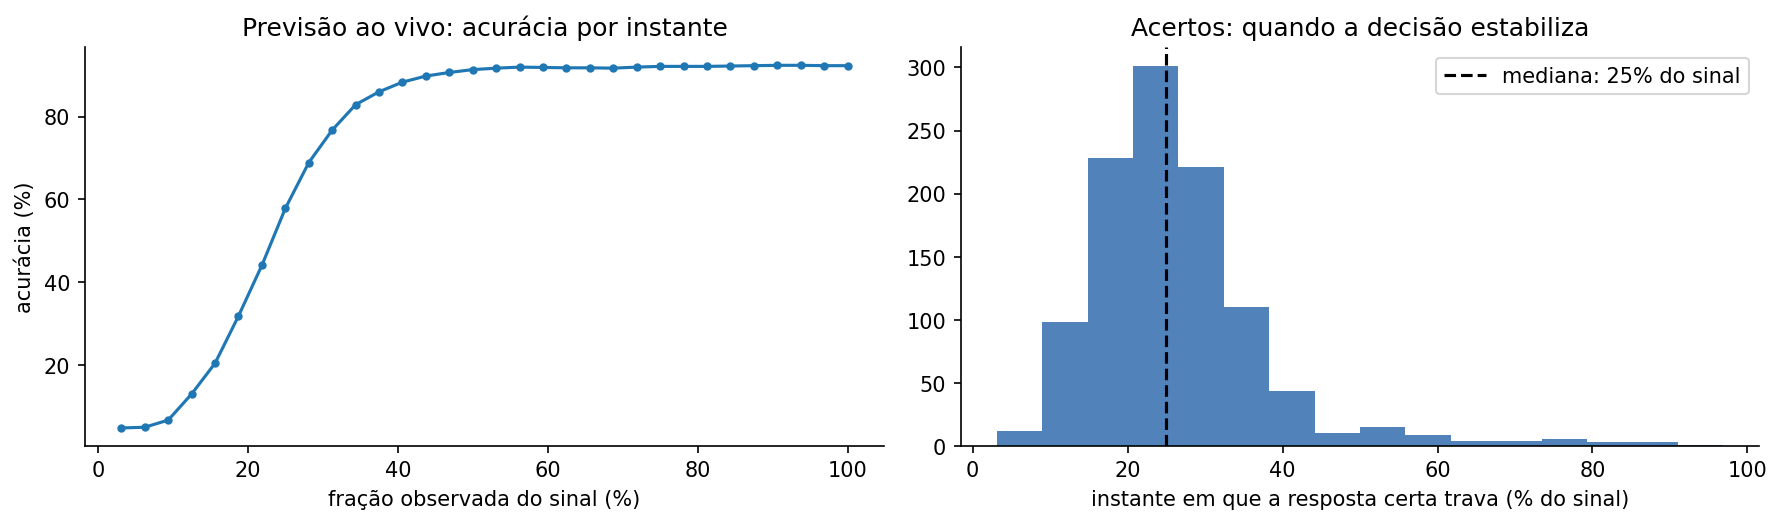 Previsão ao vivo: acurácia por instante
acurácia (%)
80
60
40
20
0 20 40 60 80 100
fração observada do sinal (%)
Acertos: quando a decisão estabiliza
mediana: 25% do sinal
300
250
200
150
100
50
0
0 20 40 60 80 100
instante em que a resposta certa trava (% do sinal)